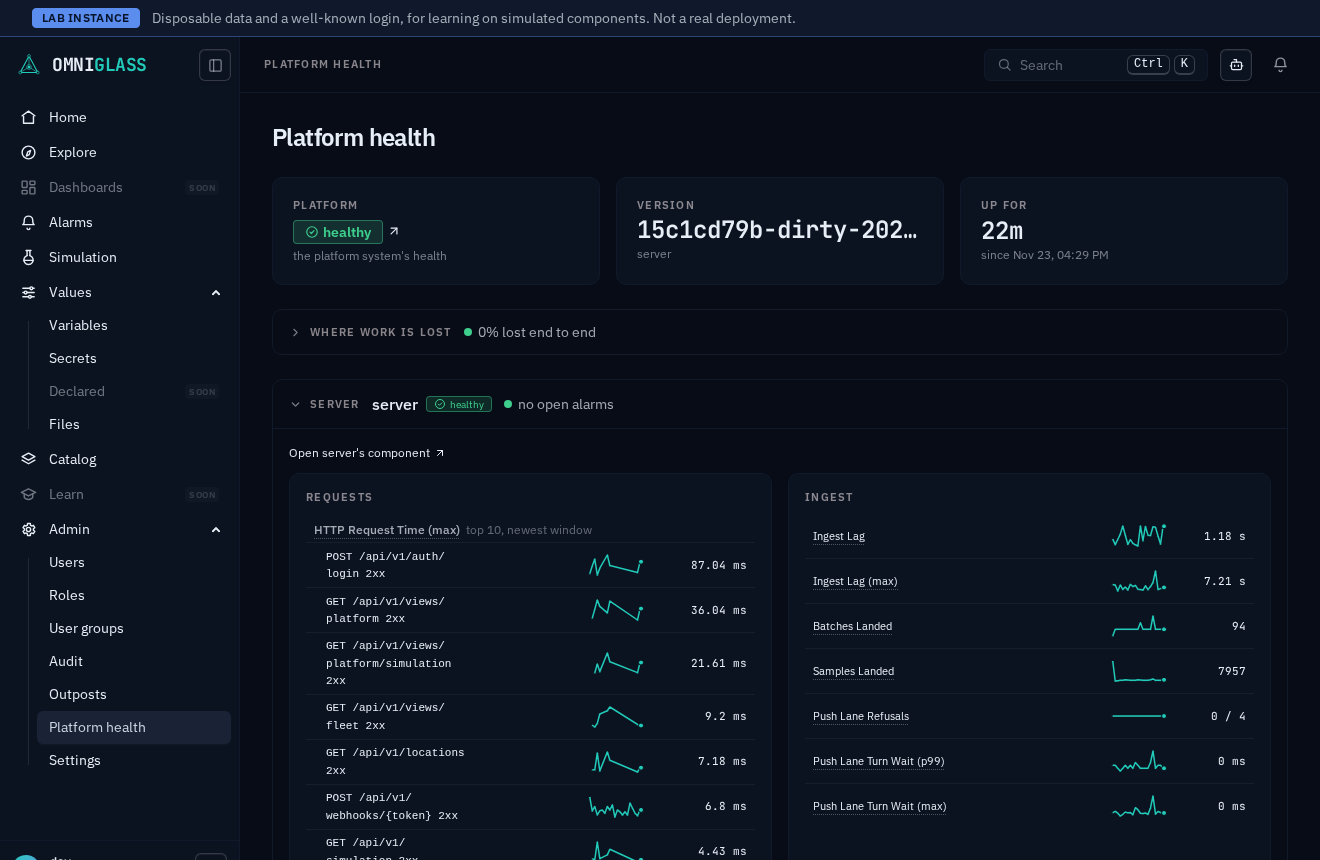 LAB INSTANCE Disposable data and a well-known login, for learning on simulated components. Not a real deployment.
OMNIGLASS
PLATFORM HEALTH
Search
Ctrl K
Home
Explore
Dashboards SOON
Alarms
Simulation
Values
Variables
Secrets
Declared SOON
Files
Catalog
Learn SOON
Admin
Users
Roles
User groups
Audit
Outposts
Platform health
Settings
Platform health
PLATFORM
healthy
the platform system's health
VERSION
15c1cd79b-dirty-202…
server
UP FOR
22m
since Nov 23, 04:29 PM
WHERE WORK IS LOST 0% lost end to end
SERVER server healthy no open alarms
Open server's component
REQUESTS
HTTP Request Time (max) top 10, newest window
POST /api/v1/auth/
login 2xx
87.04 ms
GET /api/v1/views/
platform 2xx
36.04 ms
GET /api/v1/views/
platform/simulation
2xx
21.61 ms
GET /api/v1/views/
fleet 2xx
9.2 ms
GET /api/v1/locations
2xx
7.18 ms
POST /api/v1/
webhooks/{token} 2xx
6.8 ms
GET /api/v1/
simulation 2xx
4.43 ms
INGEST
Ingest Lag 1.18 s
Ingest Lag (max) 7.21 s
Batches Landed 94
Samples Landed 7957
Push Lane Refusals 0 / 4
Push Lane Turn Wait (p99) 0 ms
Push Lane Turn Wait (max) 0 ms